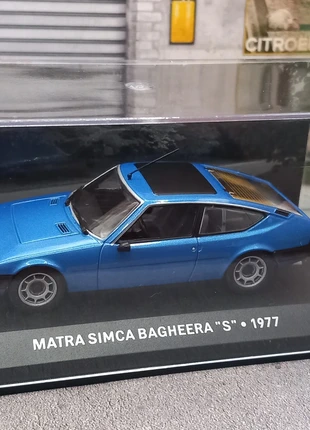 CITROË
MATRA SIMCA BAGHEERA "S" • 1977